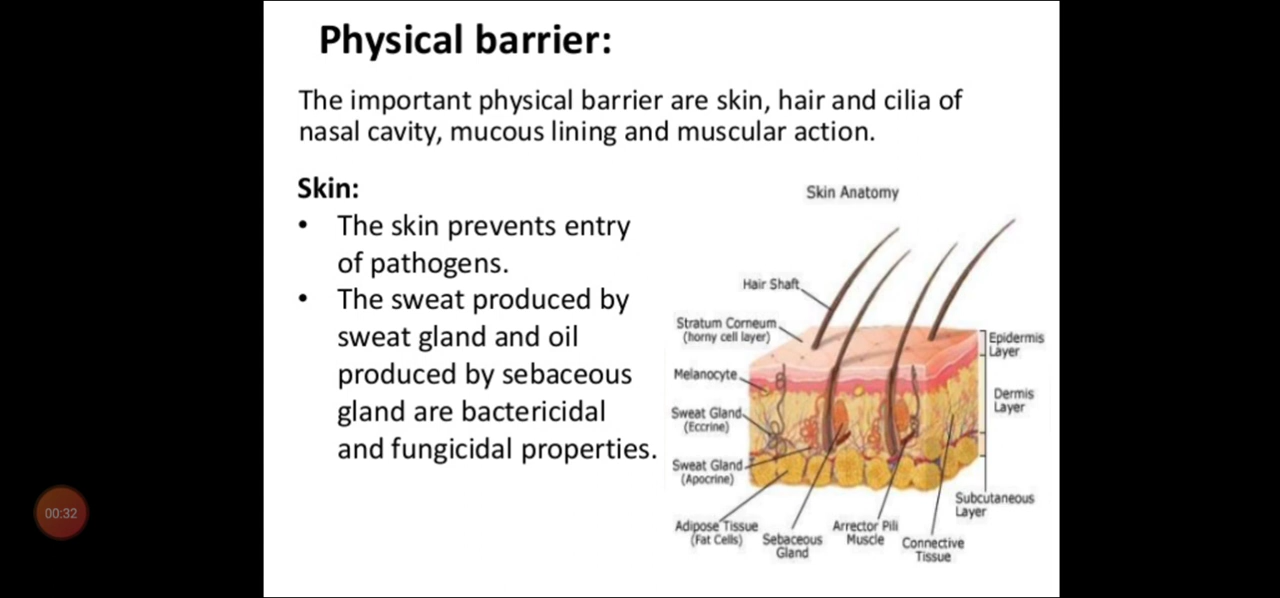 Physical barrier:
The important physical barrier are skin, hair and cilia of
nasal cavity, mucous lining and muscular action.
Skin:
• The skin prevents entry
of pathogens.
• The sweat produced by
sweat gland and oil
produced by sebaceous
gland are bactericidal
and fungicidal properties.
Skin Anatomy
Hair Shaft
Stratum Corneum
(horny cell layer)
Melanocyte
Sweat Gland
(Eccrine)
Sweat Gland
(Apocrine)
Adipose Tissue
(Fat Cells)
Sebaceous
Gland
Arrector Pili
Muscle
Connective
Tissue
Subcutaneous
Layer
Dermis
Layer
Epidermis
Layer
00:32